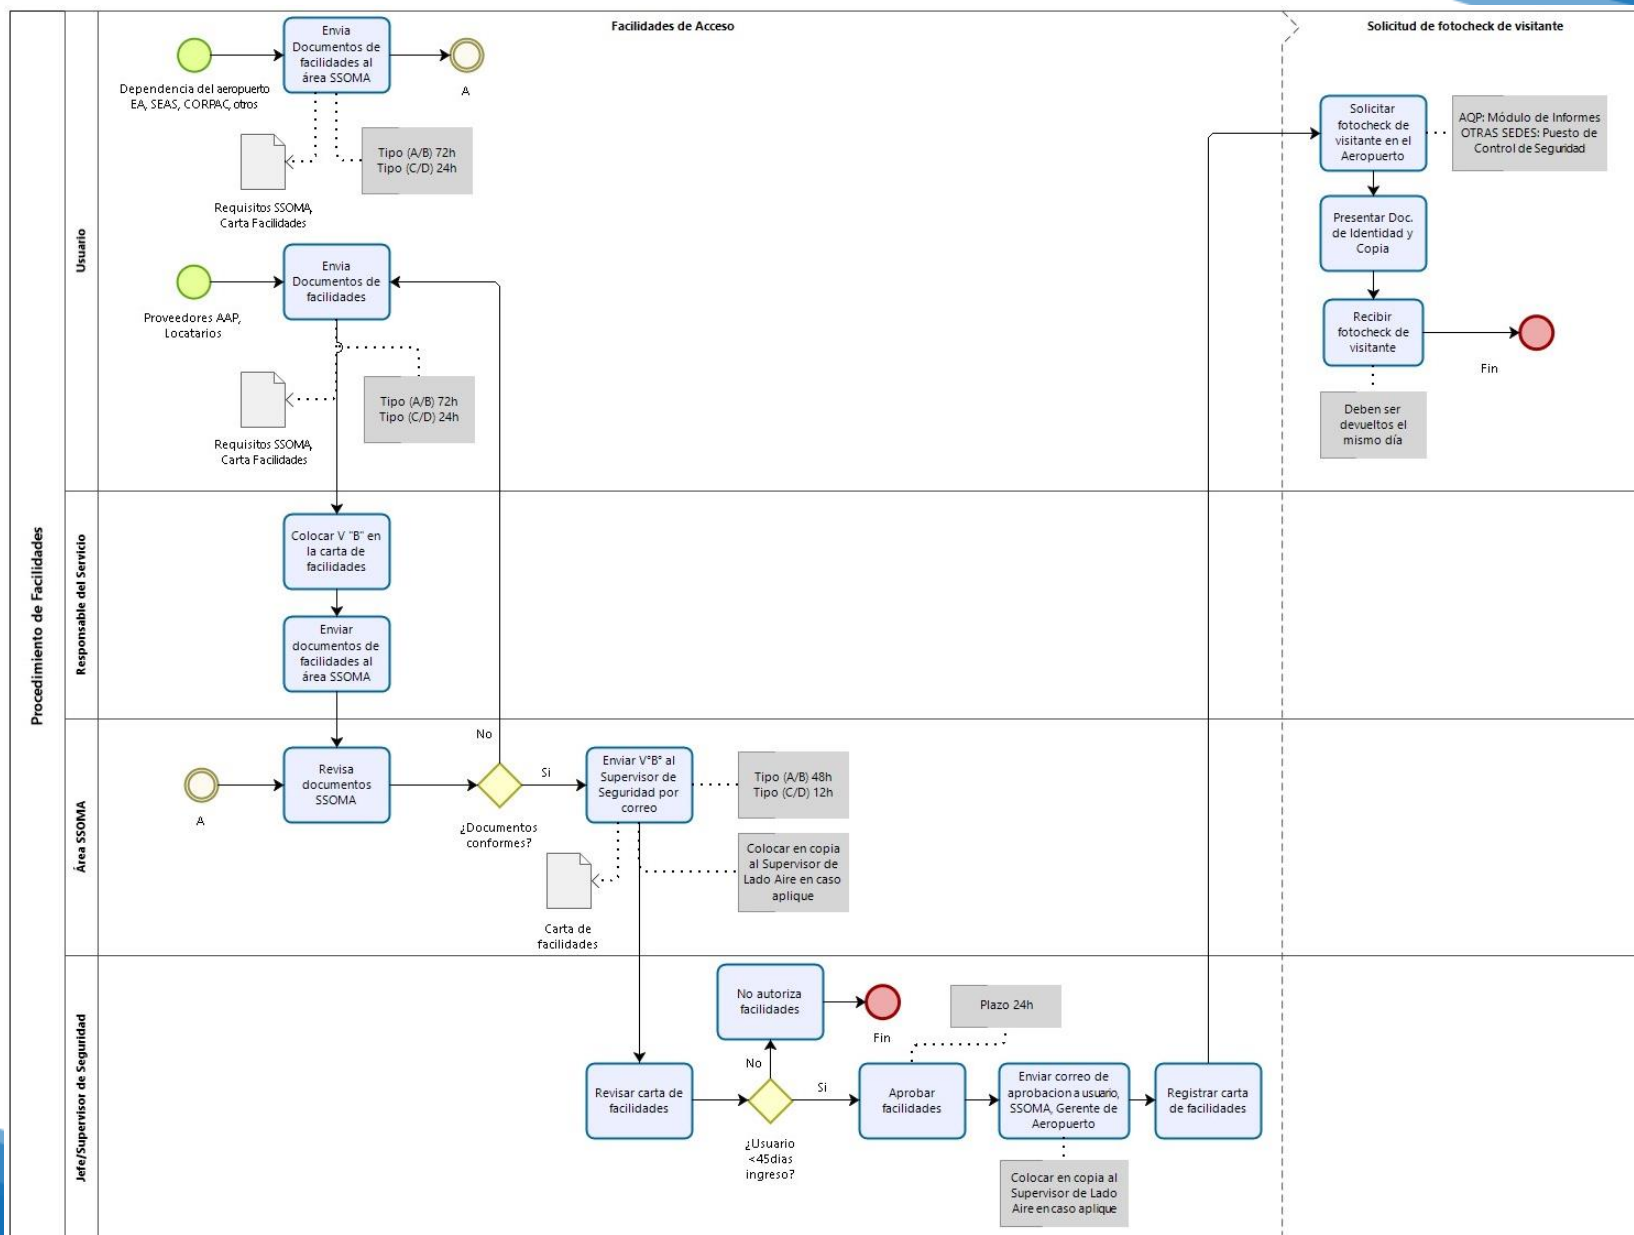 Facilidades de Acceso
Solicitud de fotocheck de visitante
Procedimiento de Facilidades
Usuario
Envia
Documentos de
facilidades al
área SSOMA
Dependencia del aeropuerto
EA, SEAS, CORPAC, otros
A
Tipo (A/B) 72h
Tipo (C/D) 24h
Requisitos SSOMA,
Carta Facilidades
Envia
Documentos de
facilidades
Proveedores AAP,
Locatarios
Tipo (A/B) 72h
Tipo (C/D) 24h
Requisitos SSOMA,
Carta Facilidades
Solicitar
fotocheck de
visitante en el
Aeropuerto
AQP: Módulo de Informes
OTRAS SEDES: Puesto de
Control de Seguridad
Presentar Doc.
de Identidad y
Copia
Recibir
fotocheck de
visitante
Fin
Deben ser
devueltos el
mismo día
Responsable del Servicio
Colocar V "B" en
la carta de
facilidades
Enviar
documentos de
facilidades al
área SSOMA
Área SSOMA
A
Revisa
documentos
SSOMA
No
Si
¿Documentos
conformes?
Enviar V°B° al
Supervisor de
Seguridad por
correo
Tipo (A/B) 48h
Tipo (C/D) 12h
Colocar en copia
al Supervisor de
Lado Aire en caso
aplique
Carta de
facilidades
Jefe/Supervisor de Seguridad
No autoriza
facilidades
Fin
Plazo 24h
Revisar carta de
facilidades
No
Si
¿Usuario
<45dias
ingreso?
Aprobar
facilidades
Enviar correo de
aprobacion a usuario,
SSOMA, Gerente de
Aeropuerto
Registrar carta
de facilidades
Colocar en copia al
Supervisor de Lado
Aire en caso aplique